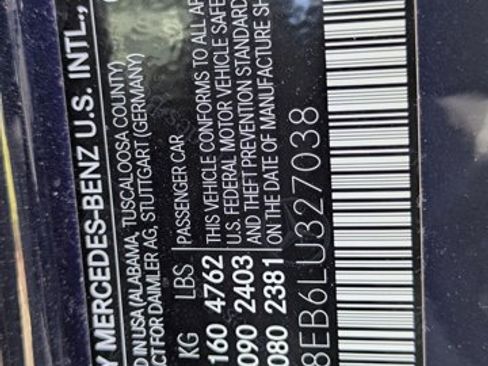 Y MERCEDES-BENZ U.S. INTL.,
D IN USA (ALABAMA, TUSCALOOSA COUNTY)
CT FOR DAIMLER AG, STUTTGART (GERMANY)
KG LBS PASSENGER CAR
160 4762 THIS VEHICLE CONFORMS TO ALL AP
090 2403 U.S. FEDERAL MOTOR VEHICLE SAFE
080 2381 AND THEFT PREVENTION STANDARD
ON THE DATE OF MANUFACTURE SH
8EB6LU327038